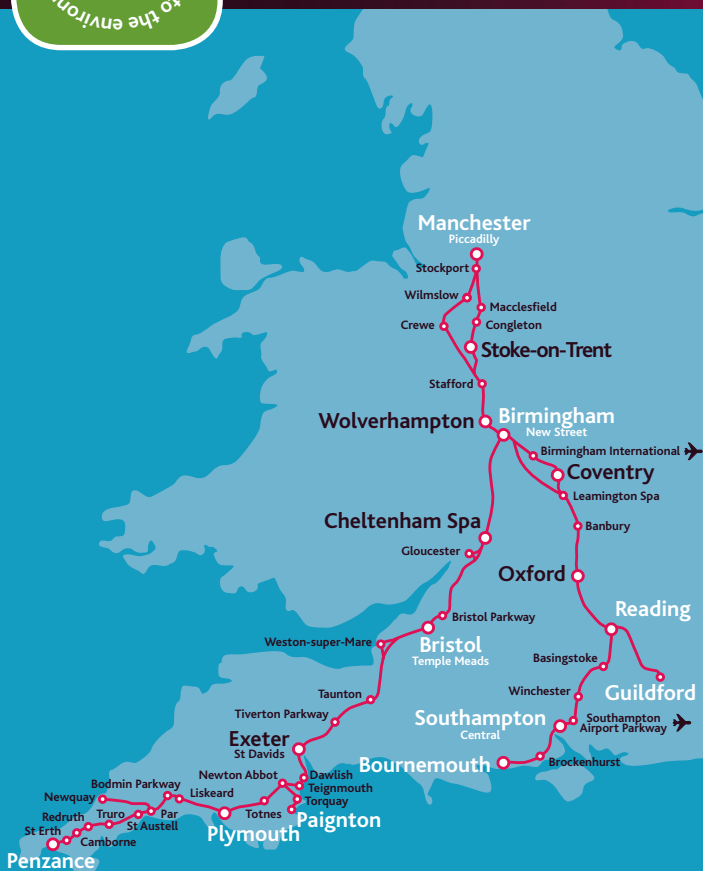 to the environ
Manchester
Piccadilly
Stockport
Wilmslow
Macclesfield
Crewe
Congleton
Stoke-on-Trent
Stafford
Wolverhampton
Birmingham
New Street
Birmingham International
Coventry
Leamington Spa
Cheltenham Spa
Banbury
Gloucester
Oxford
Reading
Bristol Parkway
Bristol
Temple Meads
Weston-super-Mare
Basingstoke
Guildford
Winchester
Taunton
Tiverton Parkway
Southampton
Central
Southampton
Airport Parkway
Exeter
St Davids
Bournemouth
Brockenhurst
Newton Abbot
Dawlish
Teignmouth
Torquay
Bodmin Parkway
Liskeard
Newquay
Totnes
Paignton
Par
Truro
St Austell
Redruth
Plymouth
St Erth
Camborne
Penzance